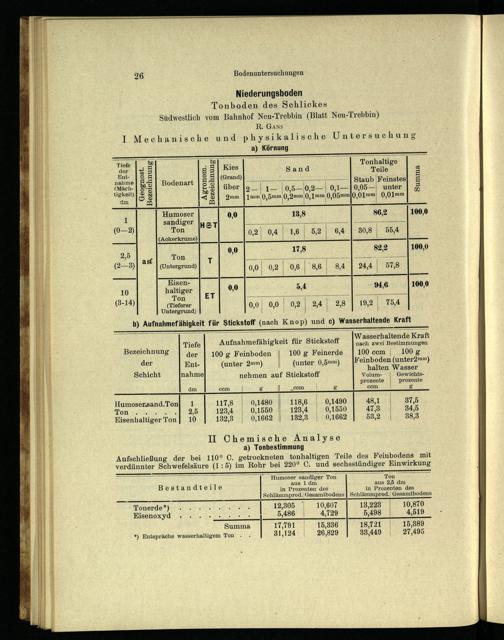 26 Bodenuntersuchungen
Niederungsboden
Tonboden des Schlickes
Südwestlich vom Bahnhof Neu-Trebbin (Blatt Neu-Trebbin)
R. Gans
I Mechanische und physikalische Untersuchung
a) Körnung
Tiefe der Entnahme (Mächtigkeit) dm | Geognost. Bezeichnung | Bodenart | Agronom. Bezeichnung | Kies (Grand) über 2mm | Sand | Tonhaltige Teile | Summa
2— 1mm | 1— 0,5mm | 0,5— 0,2mm | 0,2— 0,1mm | 0,1— 0,05mm | Staub 0,05— 0,01mm | Feinstes unter 0,01mm
1 (0—2) | Humoser sandiger Ton (Ackerkrume) | 0,0 | 13,8 | 86,2 | 100,0
0,2 | 0,4 | 1,6 | 5,2 | 6,4 | 30,8 | 55,4
2,5 (2—3) | Ton (Untergrund) | T | 0,0 | 17,8 | 82,2 | 100,0
0,0 | 0,2 | 0,6 | 8,6 | 8,4 | 24,4 | 57,8
10 (3-14) | Eisenhaltiger Ton (Tieferer Untergrund) | ET | 0,0 | 5,4 | 94,6 | 100,0
0,0 | 0,0 | 0,2 | 2,4 | 2,8 | 19,2 | 75,4
b) Aufnahmefähigkeit für Stickstoff (nach Knop) und c) Wasserhaltende Kraft
Bezeichnung der Schicht | Tiefe der Entnahme dm | Aufnahmefähigkeit für Stickstoff | Wasserhaltende Kraft nach zwei Bestimmungen
100 g Feinboden (unter 2mm) | 100 g Feinerde (unter 0,5mm) | 100 ccm | 100 g
nehmen auf Stickstoff | Feinboden (unter 2mm) halten Wasser
ccm | g | ccm | g | Volumprozente ccm | Gewichtsprozente g
Humoser sand. Ton | 1 | 117,8 | 0,1480 | 118,6 | 0,1490 | 48,1 | 37,5
Ton . . . . . | 2,5 | 123,4 | 0,1550 | 123,4 | 0,1550 | 47,3 | 34,5
Eisenhaltiger Ton | 10 | 132,3 | 0,1662 | 132,3 | 0,1662 | 53,2 | 38,3
II Chemische Analyse
a) Tonbestimmung
Aufschließung der bei 110° C. getrockneten tonhaltigen Teile des Feinbodens mit
verdünnter Schwefelsäure (1:5) im Rohr bei 220° C. und sechsstündiger Einwirkung
Bestandteile | Humoser sandiger Ton aus 1 dm in Prozenten des | Ton aus 2,5 dm in Prozenten des
Schlämmprod. | Gesamtbodens | Schlämmprod. | Gesamtbodens
Tonerde*) . . . . . . . . | 12,305 | 10,607 | 13,223 | 10,870
Eisenoxyd . . . . . . . . | 5,486 | 4,729 | 5,498 | 4,519
Summa | 17,791 | 15,336 | 18,721 | 15,389
*) Entspräche wasserhaltigem Ton . . | 31,124 | 26,829 | 33,449 | 27,495